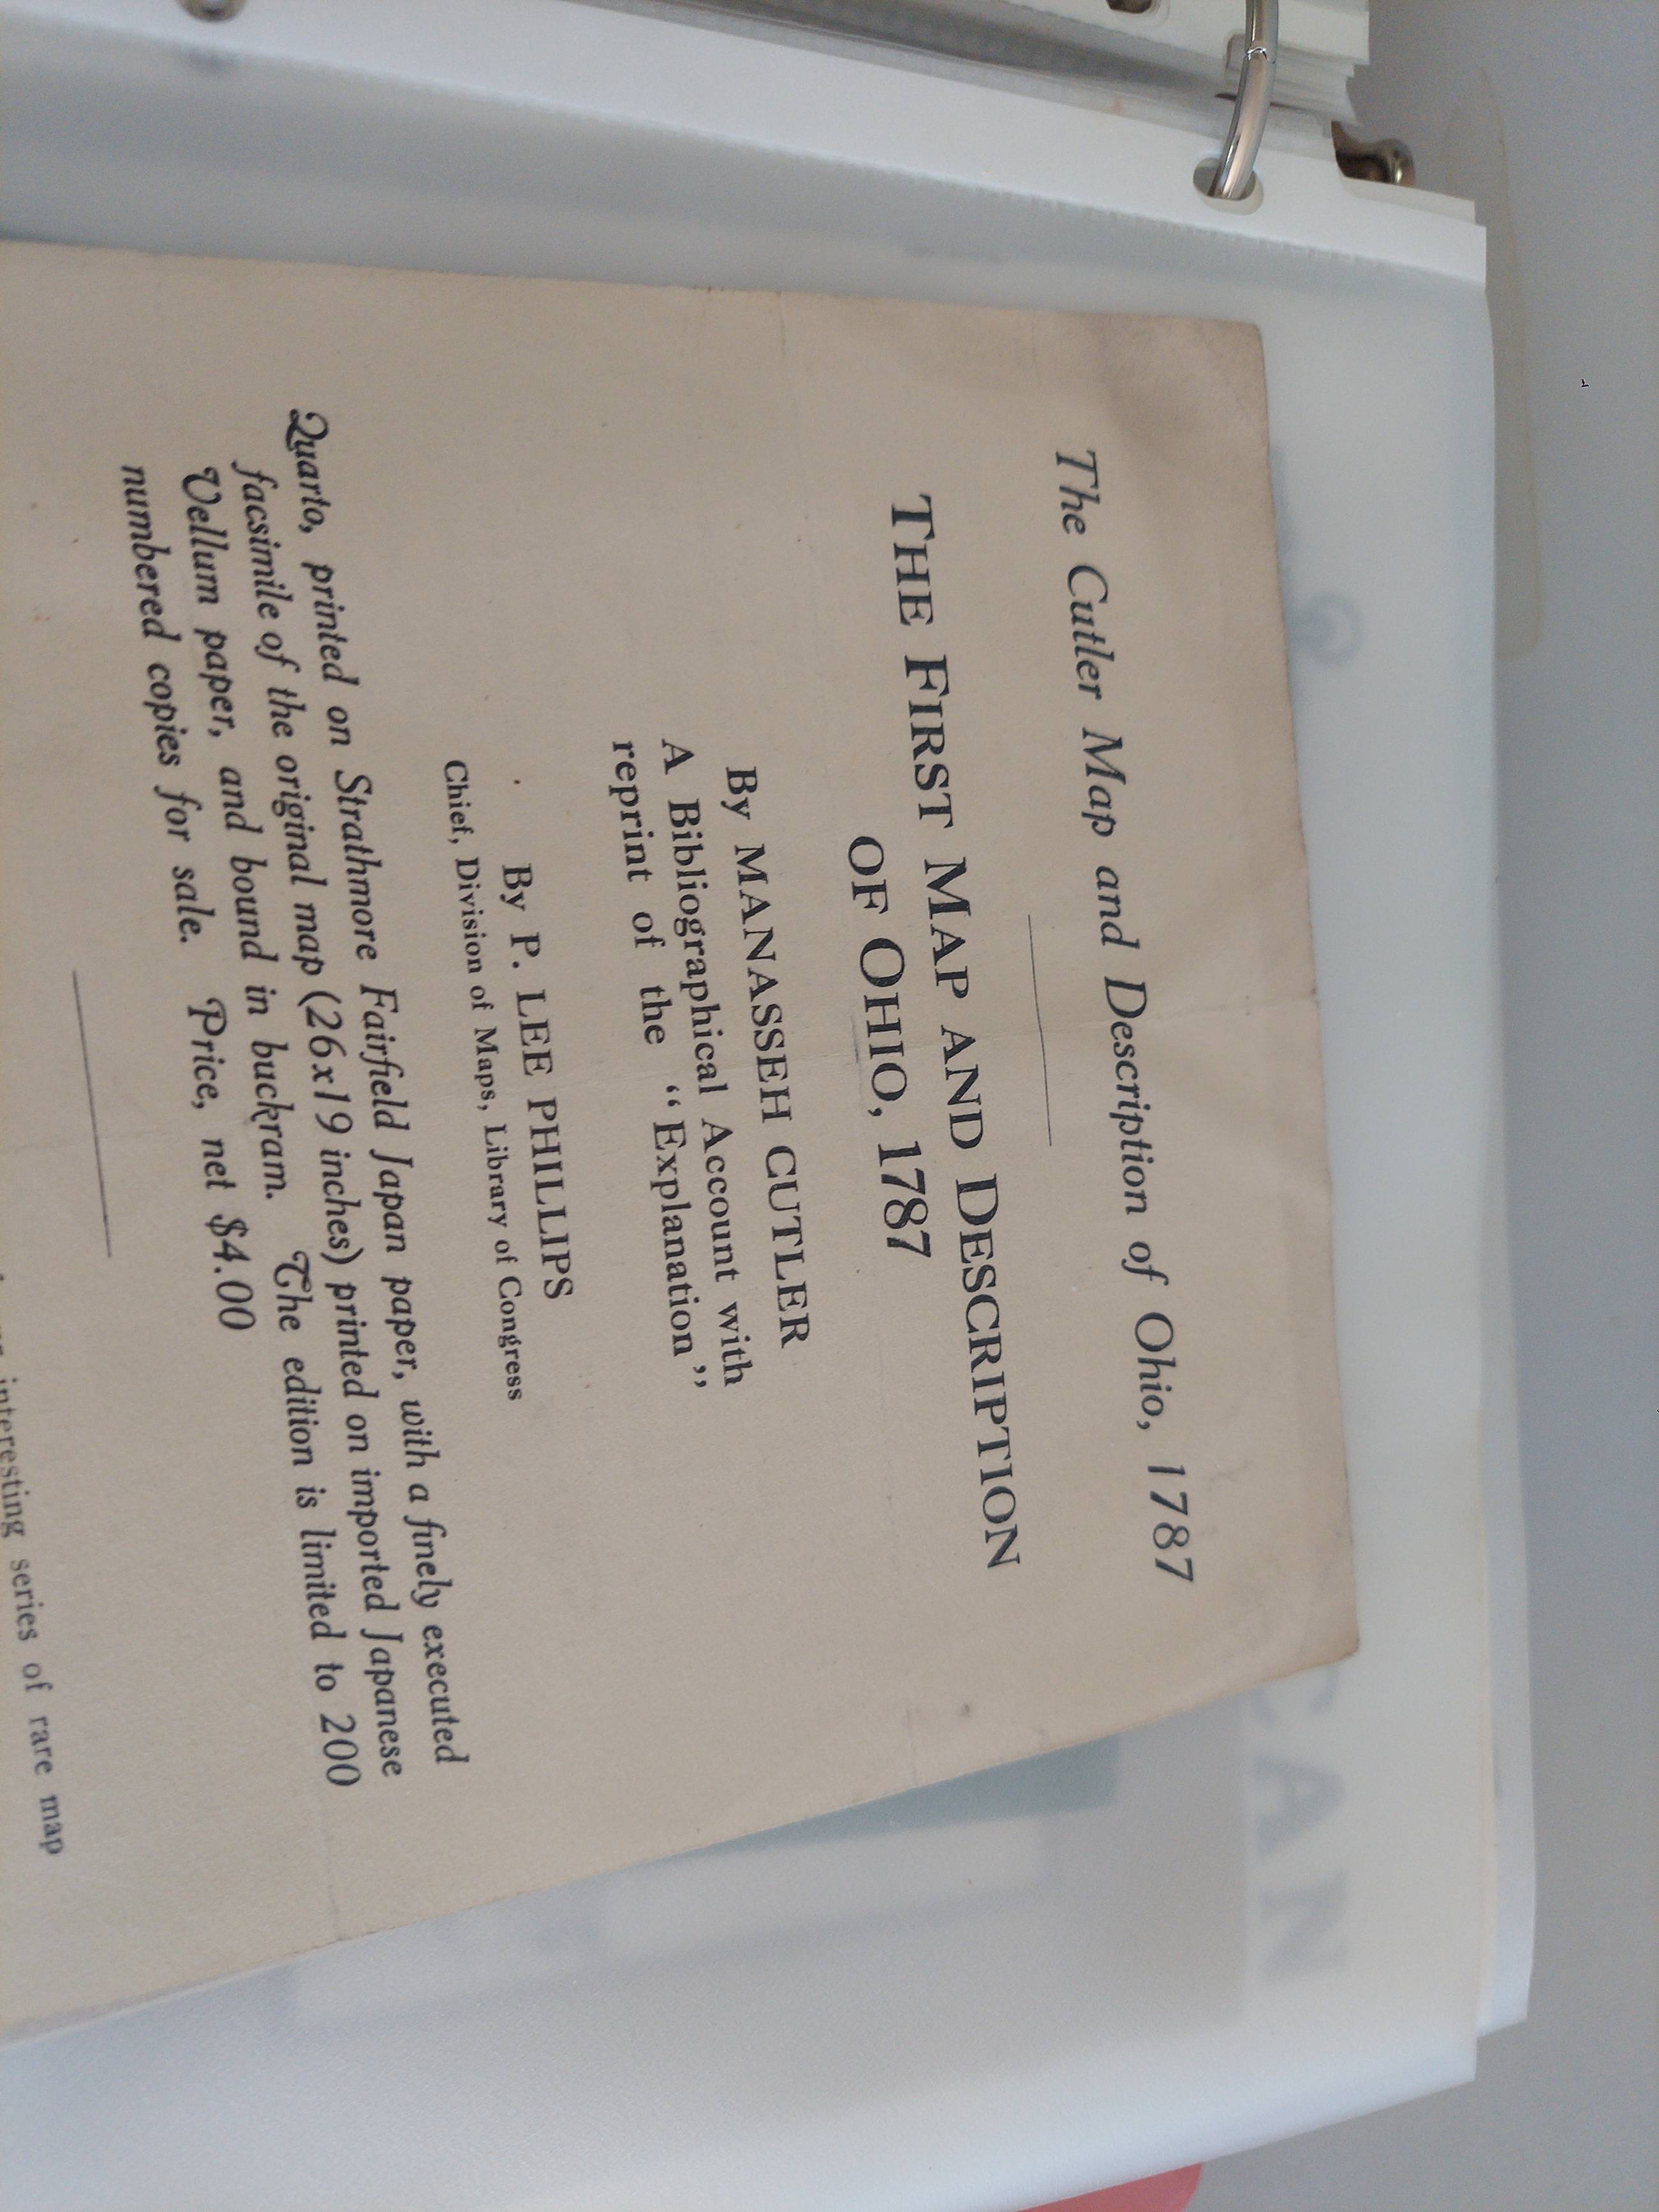 The Cutler Map and Description of Ohio, 1787
THE FIRST MAP AND DESCRIPTION
OF OHIO, 1787
By MANASSEH CUTLER
A Bibliographical Account with
reprint of the “Explanation”
By P. LEE PHILLIPS
Chief, Division of Maps, Library of Congress
Quarto, printed on Strathmore Fairfield Japan paper, with a finely executed
facsimile of the original map (26x19 inches) printed on imported Japanese
Vellum paper, and bound in buckram. The edition is limited to 200
numbered copies for sale. Price, net $4.00
interesting series of rare map
CAN